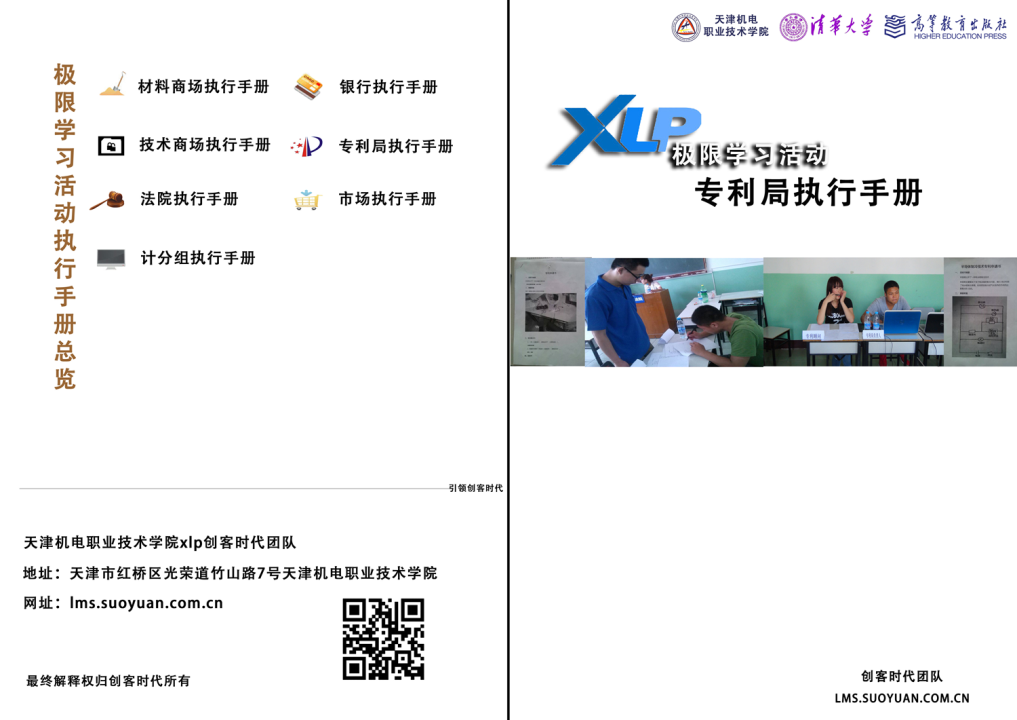 极限学习活动执行手册总览
材料商场执行手册
银行执行手册
技术商场执行手册
专利局执行手册
法院执行手册
市场执行手册
计分组执行手册
引领创客时代
天津机电职业技术学院xlp创客时代团队
地址：天津市红桥区光荣道竹山路7号天津机电职业技术学院
网址：lms.suoyuan.com.cn
最终解释权归创客时代所有
天津机电
职业技术学院
清华大学
高等教育出版社
HIGHER EDUCATION PRESS
XLP
极限学习活动
专利局执行手册
创客时代团队
LMS.SUOYUAN.COM.CN